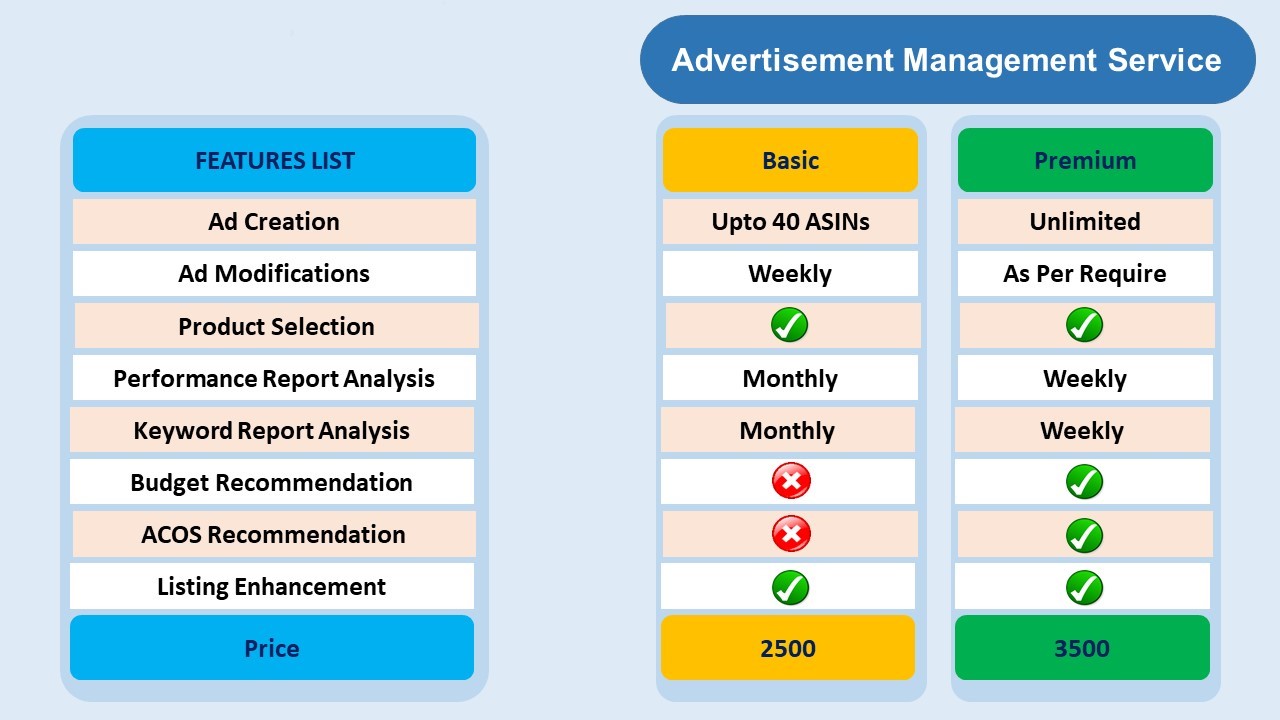 Advertisement Management Service
FEATURES LIST Basic Premium
Ad Creation Upto 40 ASINs Unlimited
Ad Modifications Weekly As Per Require
Product Selection
Performance Report Analysis Monthly Weekly
Keyword Report Analysis Monthly Weekly
Budget Recommendation
ACOS Recommendation
Listing Enhancement
Price 2500 3500